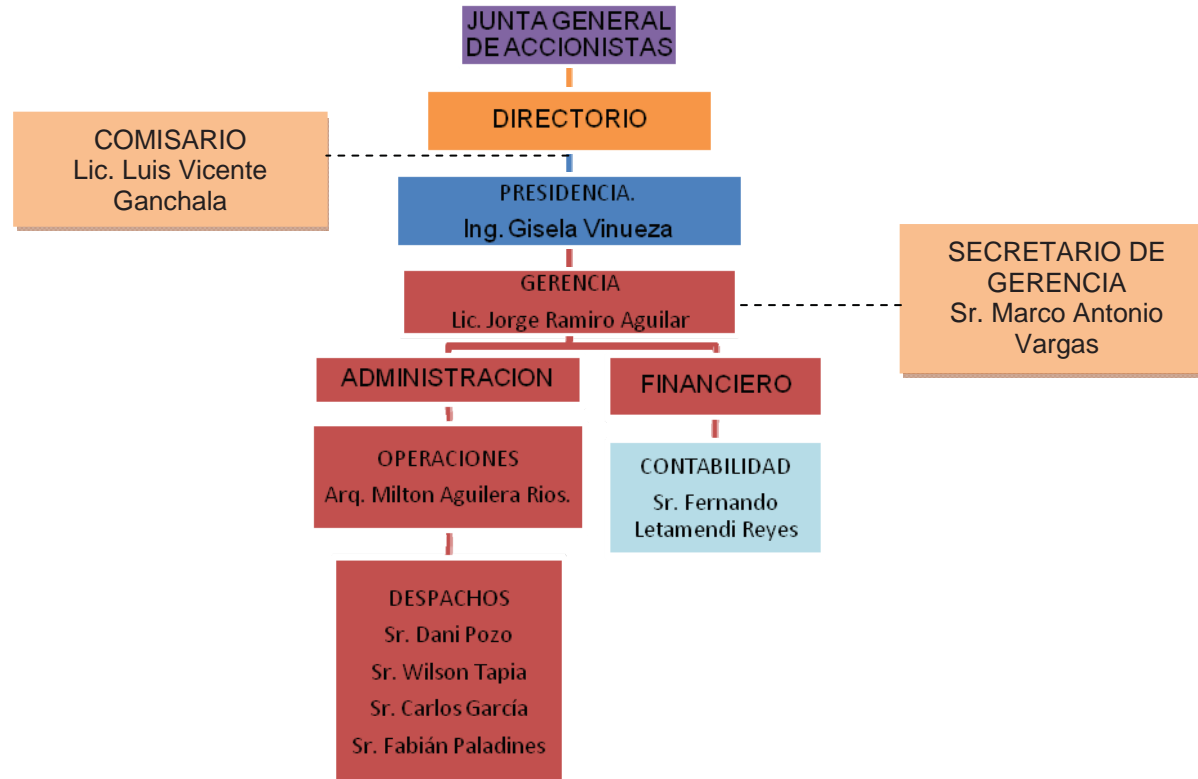 JUNTA GENERAL
DE ACCIONISTAS
DIRECTORIO
COMISARIO
Lic. Luis Vicente
Ganchala
PRESIDENCIA.
Ing. Gisela Vinueza
SECRETARIO DE
GERENCIA
Sr. Marco Antonio
Vargas
GERENCIA
Lic. Jorge Ramiro Aguilar
ADMINISTRACION
FINANCIERO
OPERACIONES
Arq. Milton Aguilera Rios.
CONTABILIDAD
Sr. Fernando
Letamendi Reyes
DESPACHOS
Sr. Dani Pozo
Sr. Wilson Tapia
Sr. Carlos García
Sr. Fabián Paladines